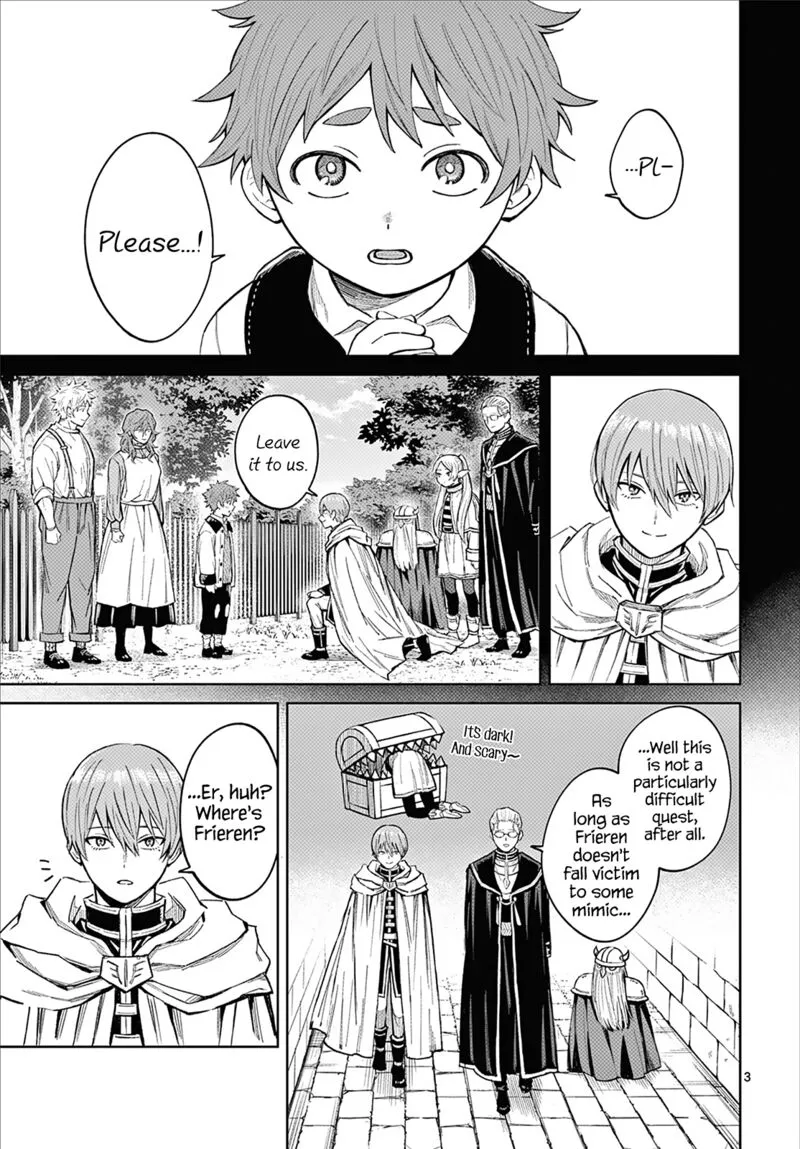 ...Pl-
Please...!
Leave
it to us.
...Well this
is not a
particularly
difficult
quest,
after all.
As
long as
Frieren
doesn't
fall victim
to some
mimic...
Its dark!
And scary~
...Er, huh?
Where's
Frieren?
3